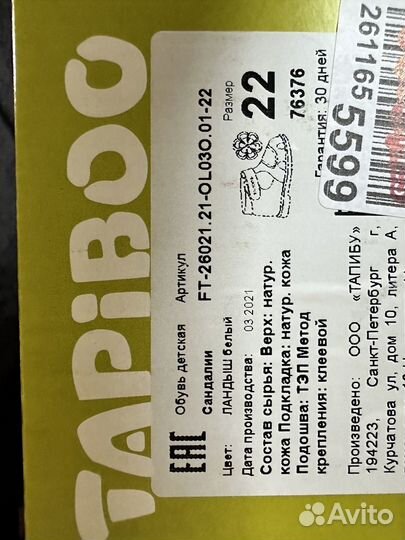 TAPiBOO
Обувь детская Артикул
Сандалии FT-26021.21-OL03O.01-22
Цвет: ЛАНДЫШ белый
Дата производства: 03.2021
Размер
22
76376
Гарантия: 30 дней
Состав сырья: Верх: натур.
кожа Подкладка: натур. кожа
Подошва: ТЭП Метод
крепления: клеевой
Произведено: ООО «ТАПИБУ»
194223, Санкт-Петербург г,
Курчатова ул, дом 10, литера А,
EAC
261165 5599
Avito